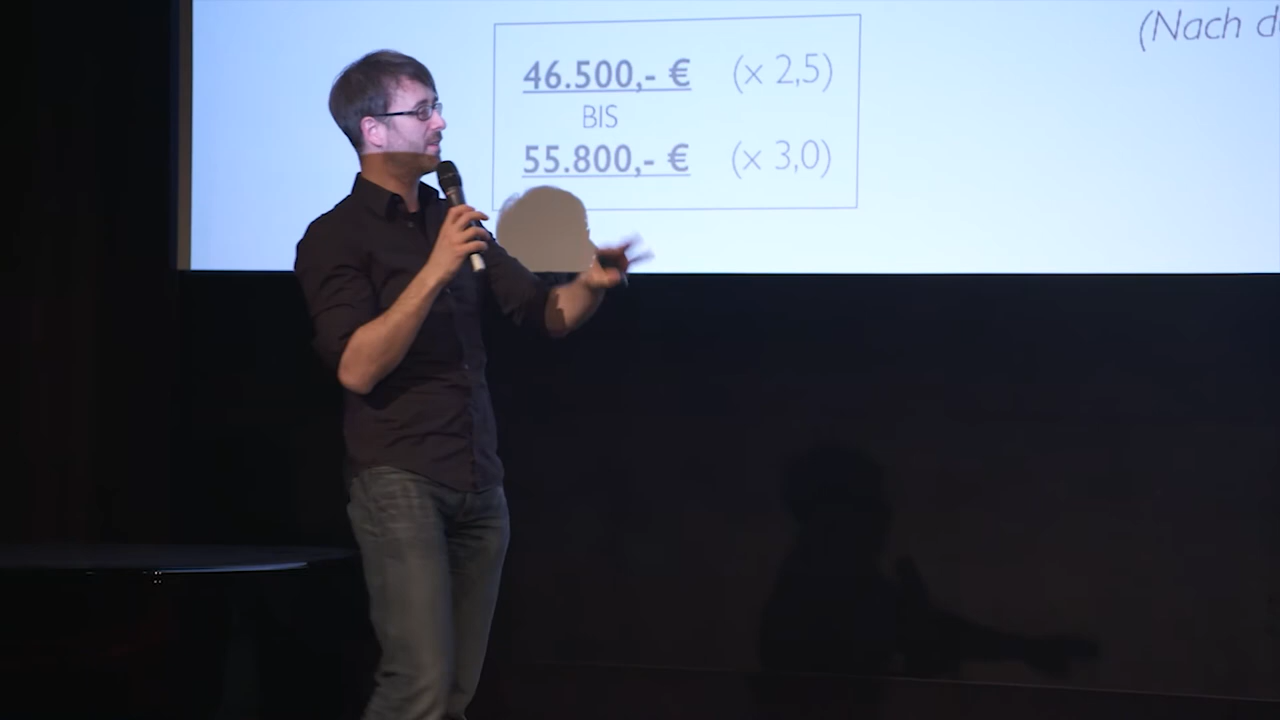 (Nach
46.500,- € (x 2,5)
BIS
55.800,- € (x 3,0)